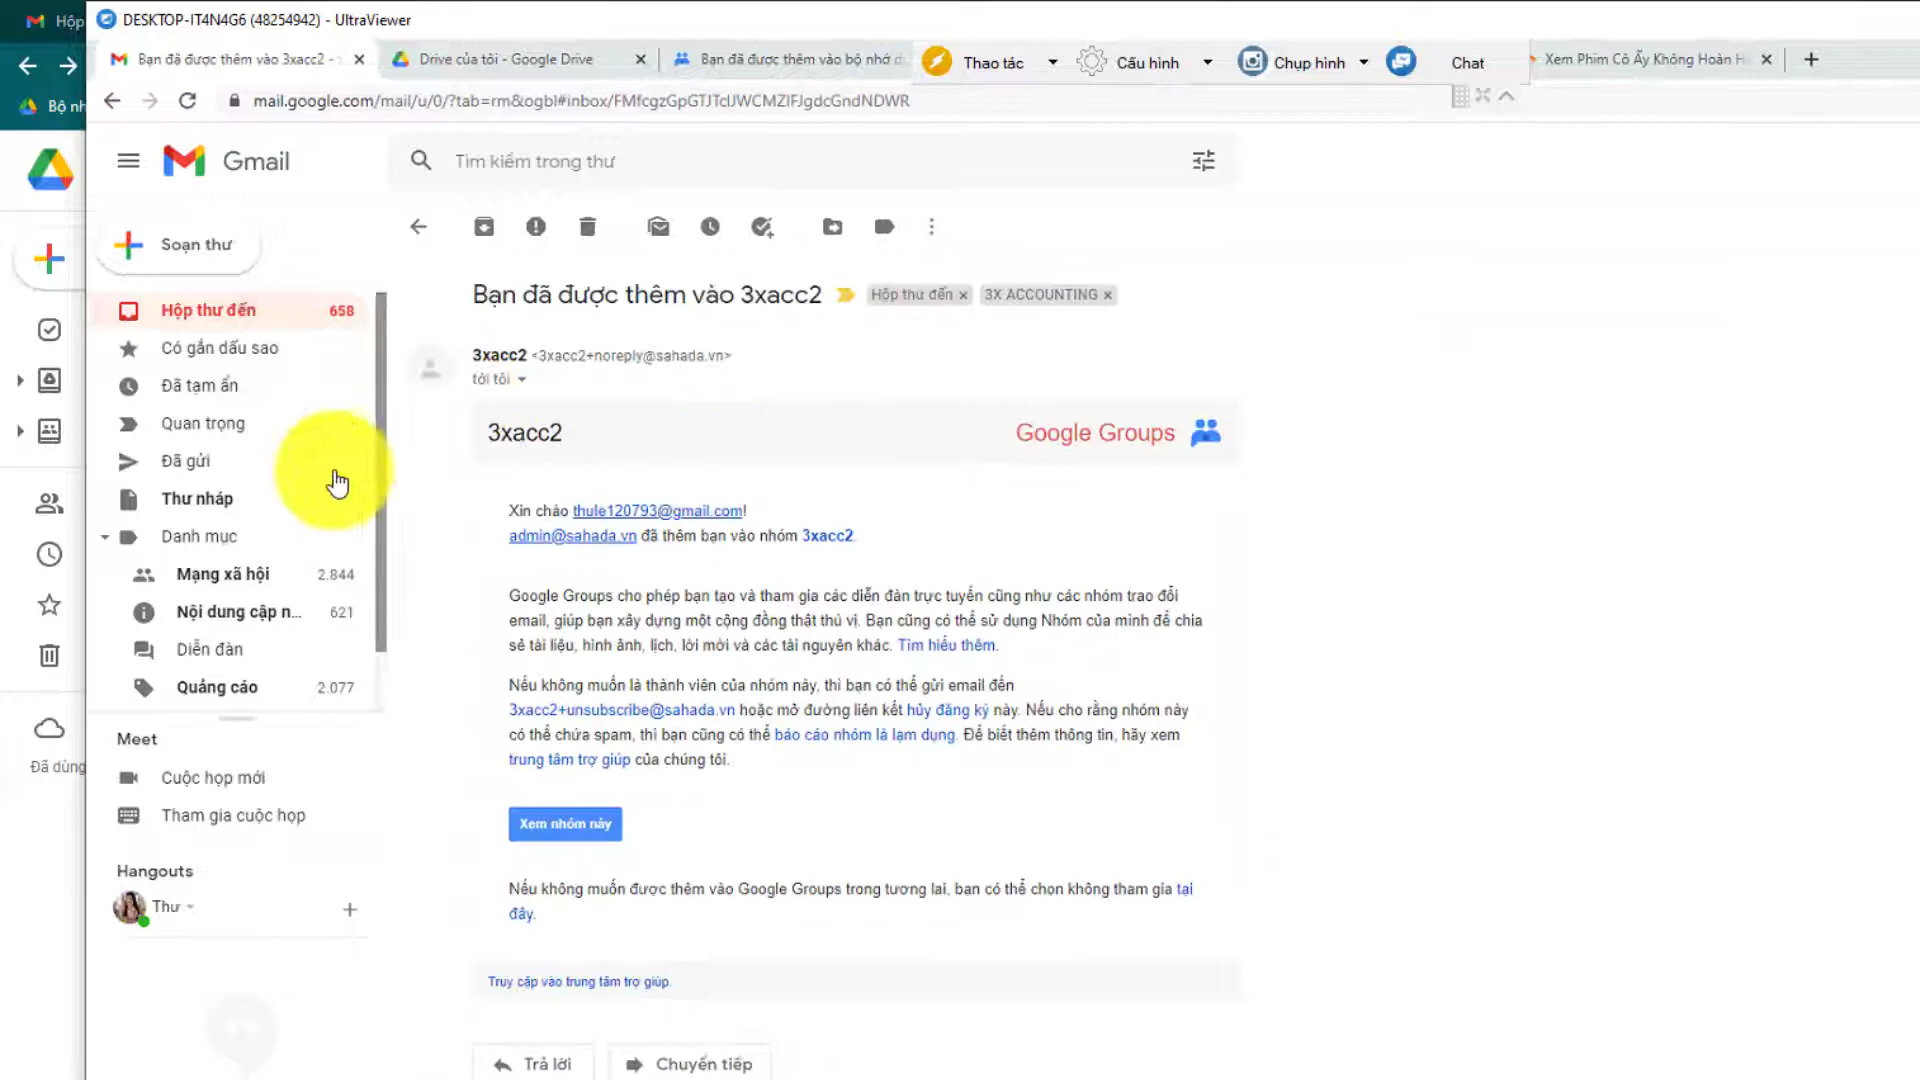 Hộp
DESKTOP-IT4N4G6 (48254942) - UltraViewer
Bạn đã được thêm vào 3xacc2 -
Drive của tôi - Google Drive
Bạn đã được thêm vào bộ nhớ
Thao tác
Cấu hình
Chụp hình
Chat
Xem Phim Cô Ấy Không Hoàn H
Bộ nh
mail.google.com/mail/u/0/?tab=rm&ogbl#inbox/FMfcgzGpGTJTclJWCMZlFJgdcGndNDWR
Gmail
Tìm kiếm trong thư
Soạn thư
Hộp thư đến 658
Có gắn dấu sao
Đã tạm ẩn
Quan trọng
Đã gửi
Thư nháp
Danh mục
Mạng xã hội 2.844
Nội dung cập n... 621
Diễn đàn
Quảng cáo 2.077
Meet
Cuộc họp mới
Tham gia cuộc họp
Hangouts
Thư
Đã dùng
Bạn đã được thêm vào 3xacc2
Hộp thư đến ×
3X ACCOUNTING ×
3xacc2 <3xacc2+noreply@sahada.vn>
tới tôi
3xacc2
Google Groups
Xin chào thule120793@gmail.com!
admin@sahada.vn đã thêm bạn vào nhóm 3xacc2.
Google Groups cho phép bạn tạo và tham gia các diễn đàn trực tuyến cũng như các nhóm trao đổi
email, giúp bạn xây dựng một cộng đồng thật thú vị. Bạn cũng có thể sử dụng Nhóm của mình để chia
sẻ tài liệu, hình ảnh, lịch, lời mời và các tài nguyên khác. Tìm hiểu thêm.
Nếu không muốn là thành viên của nhóm này, thì bạn có thể gửi email đến
3xacc2+unsubscribe@sahada.vn hoặc mở đường liên kết hủy đăng ký này. Nếu cho rằng nhóm này
có thể chứa spam, thì bạn cũng có thể báo cáo nhóm là lạm dụng. Để biết thêm thông tin, hãy xem
trung tâm trợ giúp của chúng tôi.
Xem nhóm này
Nếu không muốn được thêm vào Google Groups trong tương lai, bạn có thể chọn không tham gia tại
đây.
Truy cập vào trung tâm trợ giúp.
Trả lời
Chuyển tiếp